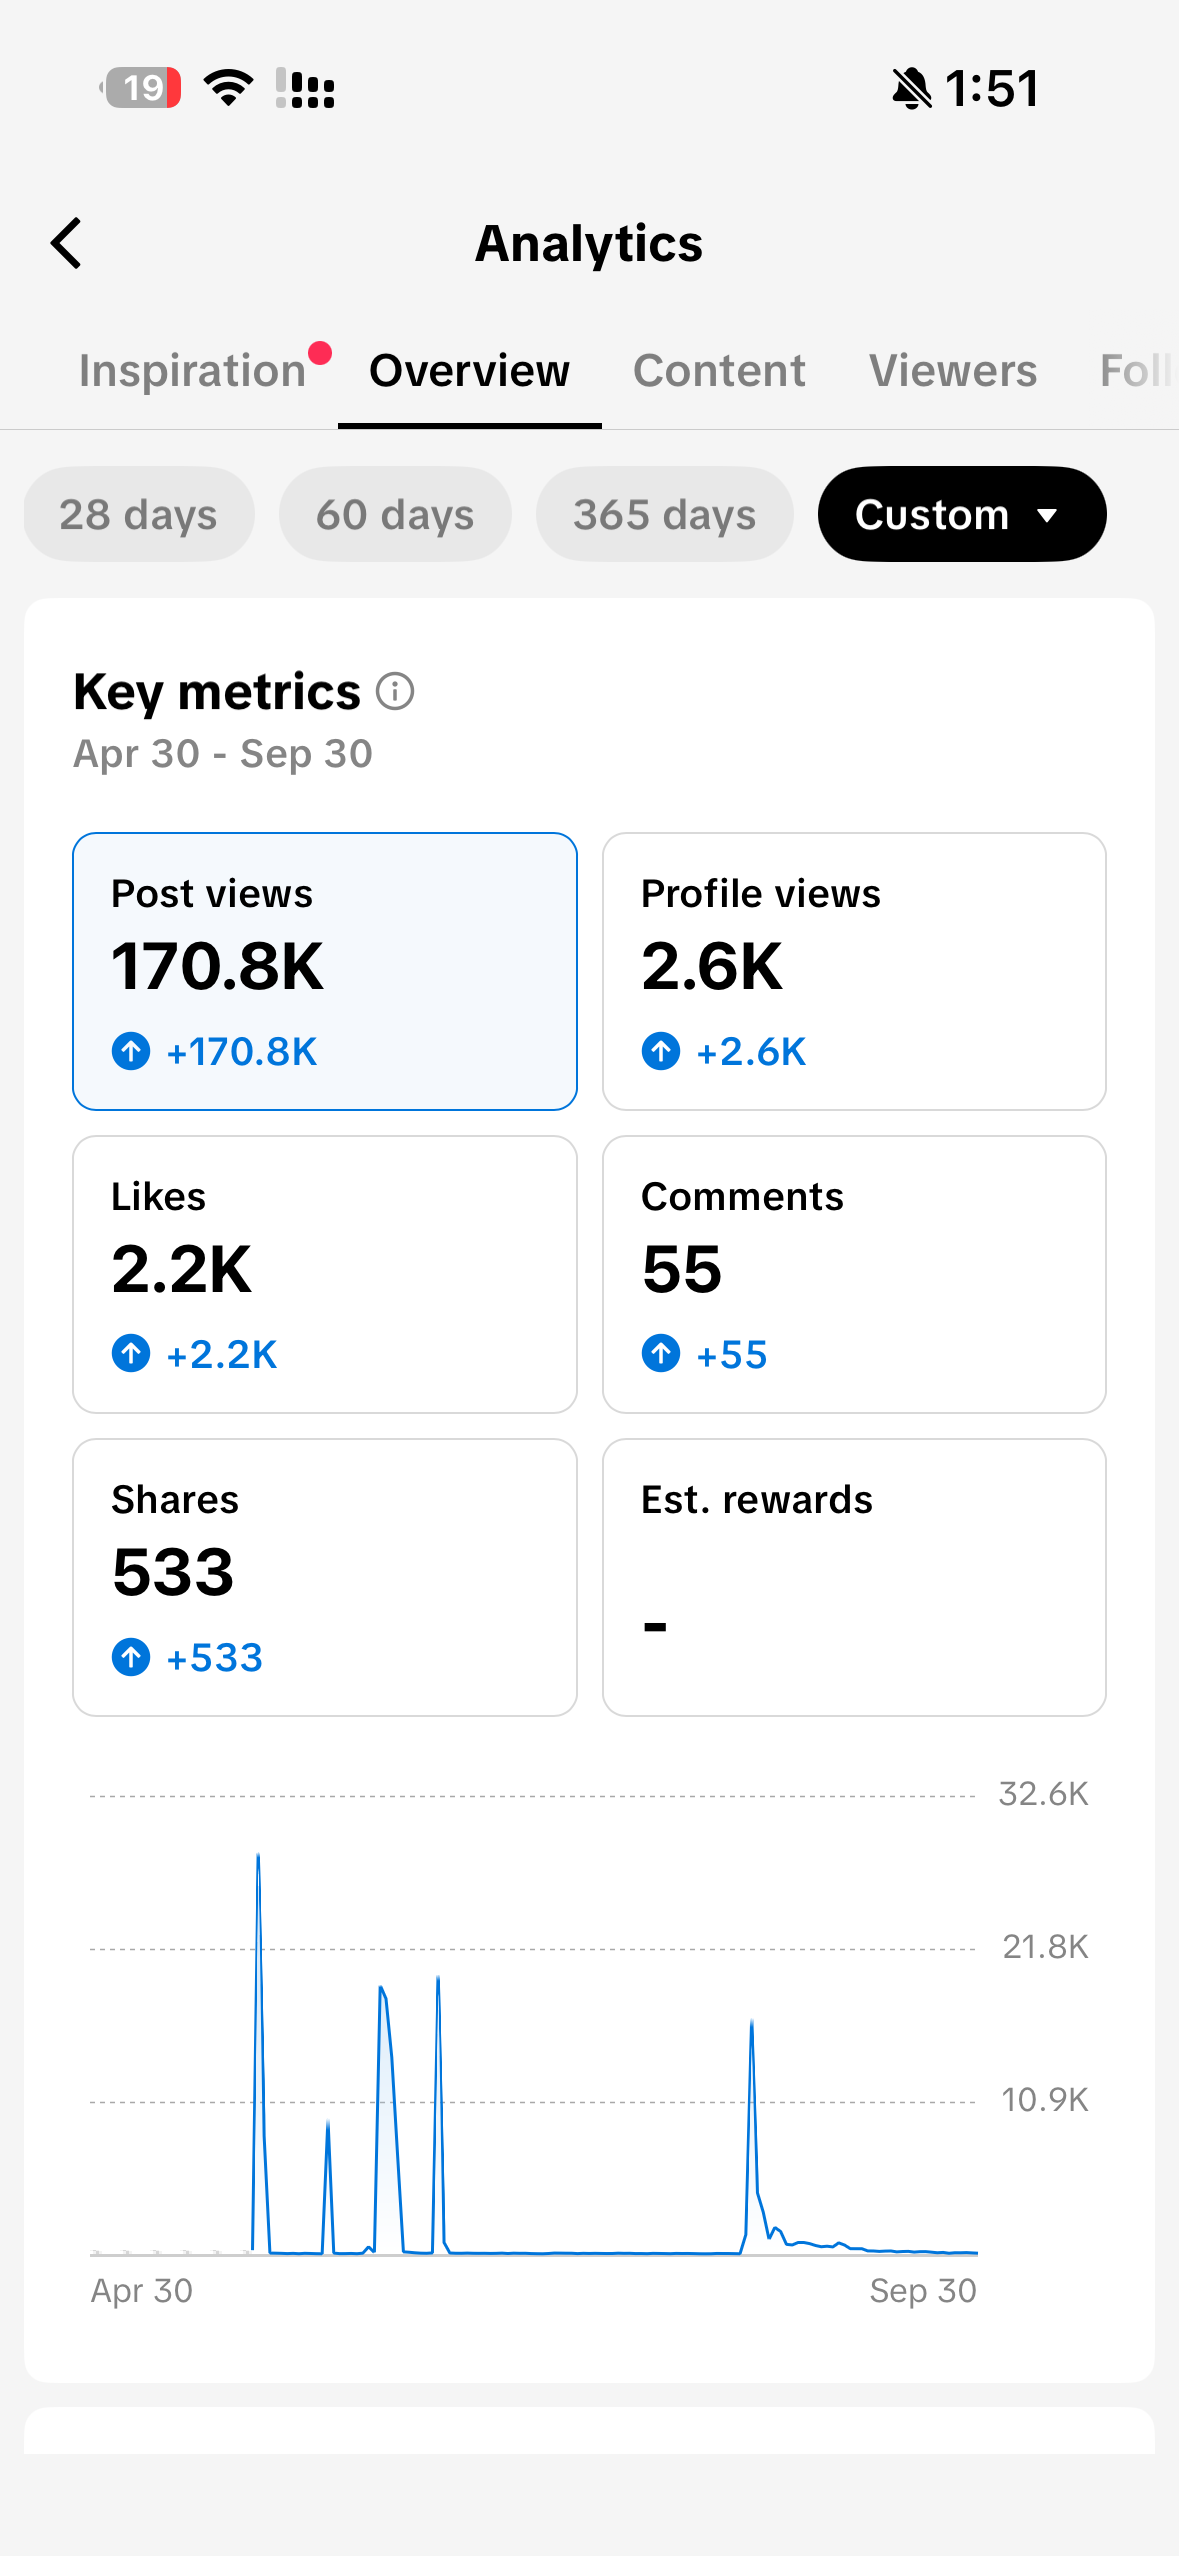 19 1:51
Analytics
Inspiration Overview Content Viewers Foll
28 days 60 days 365 days Custom
Key metrics
Apr 30 - Sep 30
Post views
170.8K
+170.8K
Profile views
2.6K
+2.6K
Likes
2.2K
+2.2K
Comments
55
+55
Shares
533
+533
Est. rewards
-
32.6K
21.8K
10.9K
Apr 30 Sep 30